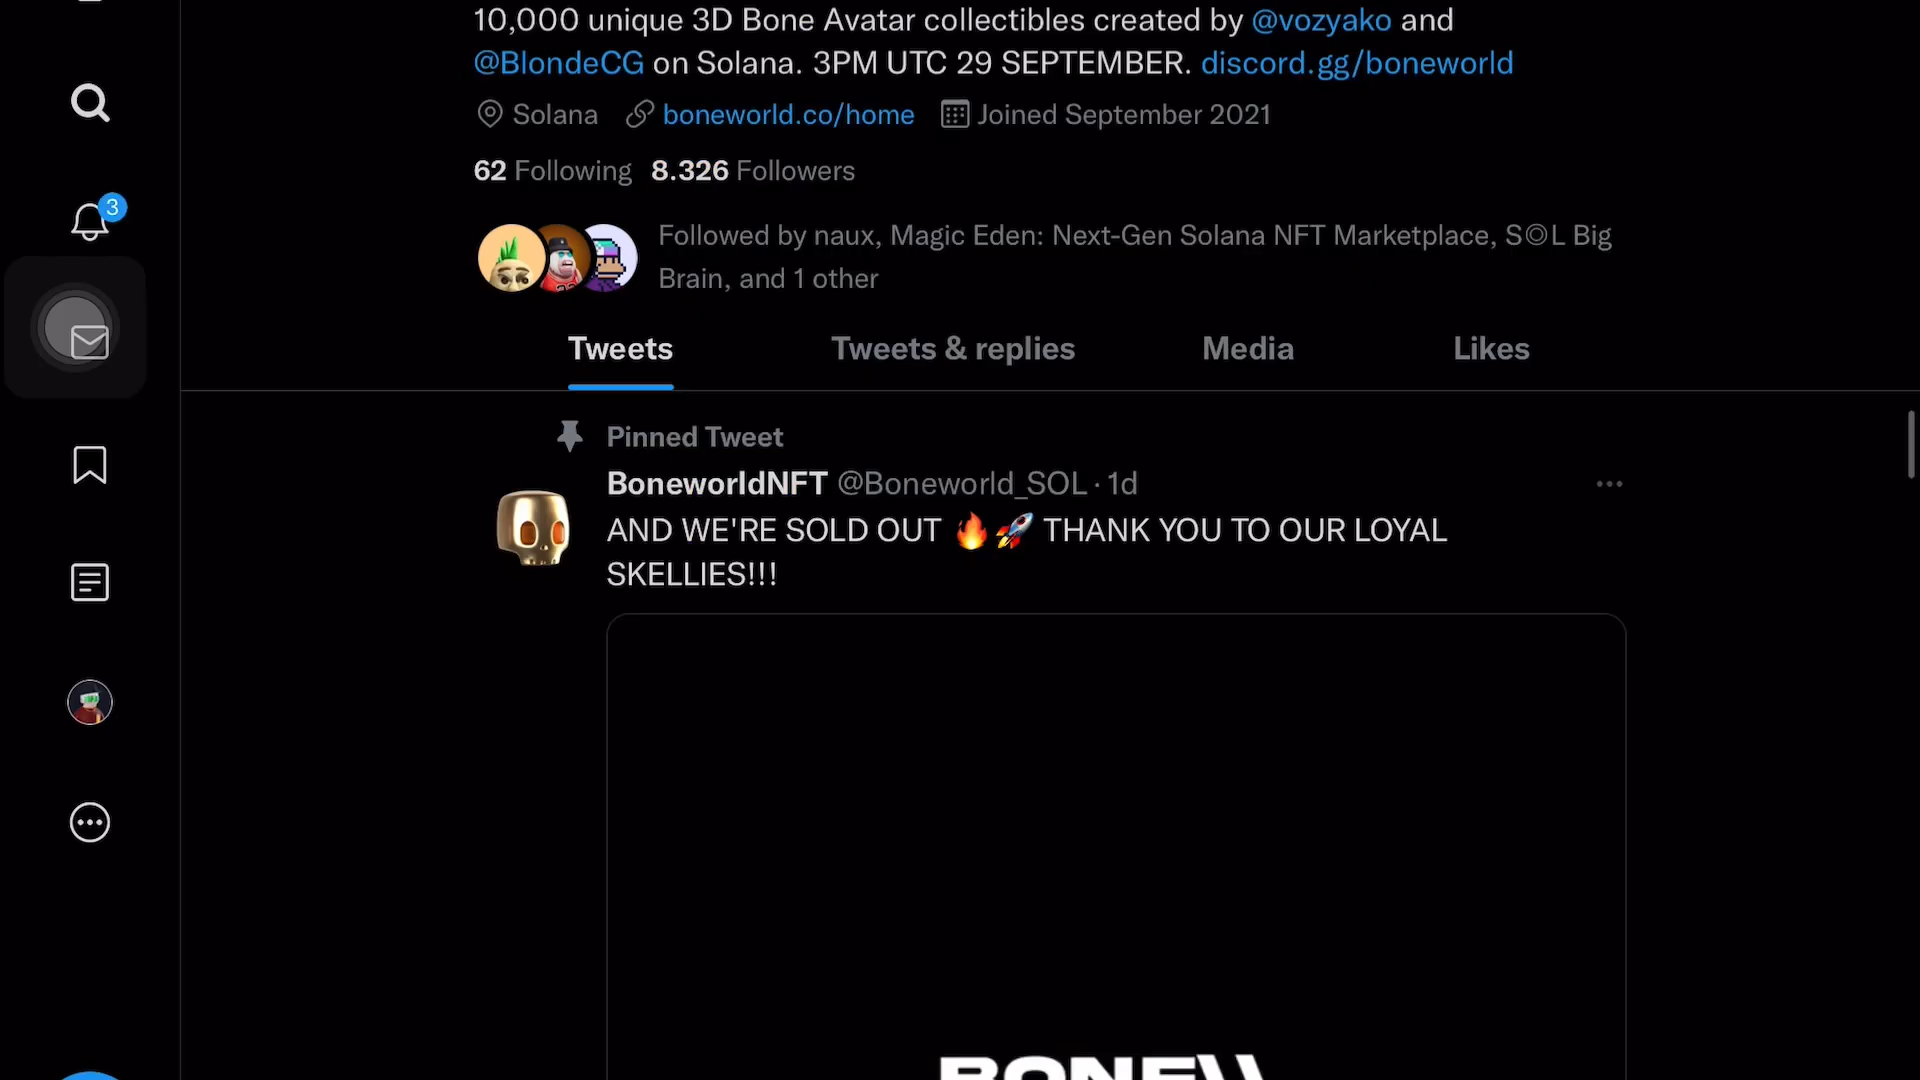 10,000 unique 3D Bone Avatar collectibles created by @vozyako and
@BlondeCG on Solana. 3PM UTC 29 SEPTEMBER. discord.gg/boneworld
Solana boneworld.co/home Joined September 2021
62 Following 8.326 Followers
3
Followed by naux, Magic Eden: Next-Gen Solana NFT Marketplace, S◎L Big
Brain, and 1 other
Tweets Tweets & replies Media Likes
Pinned Tweet
BoneworldNFT @Boneworld_SOL · 1d
AND WE'RE SOLD OUT 🔥🚀 THANK YOU TO OUR LOYAL
SKELLIES!!!